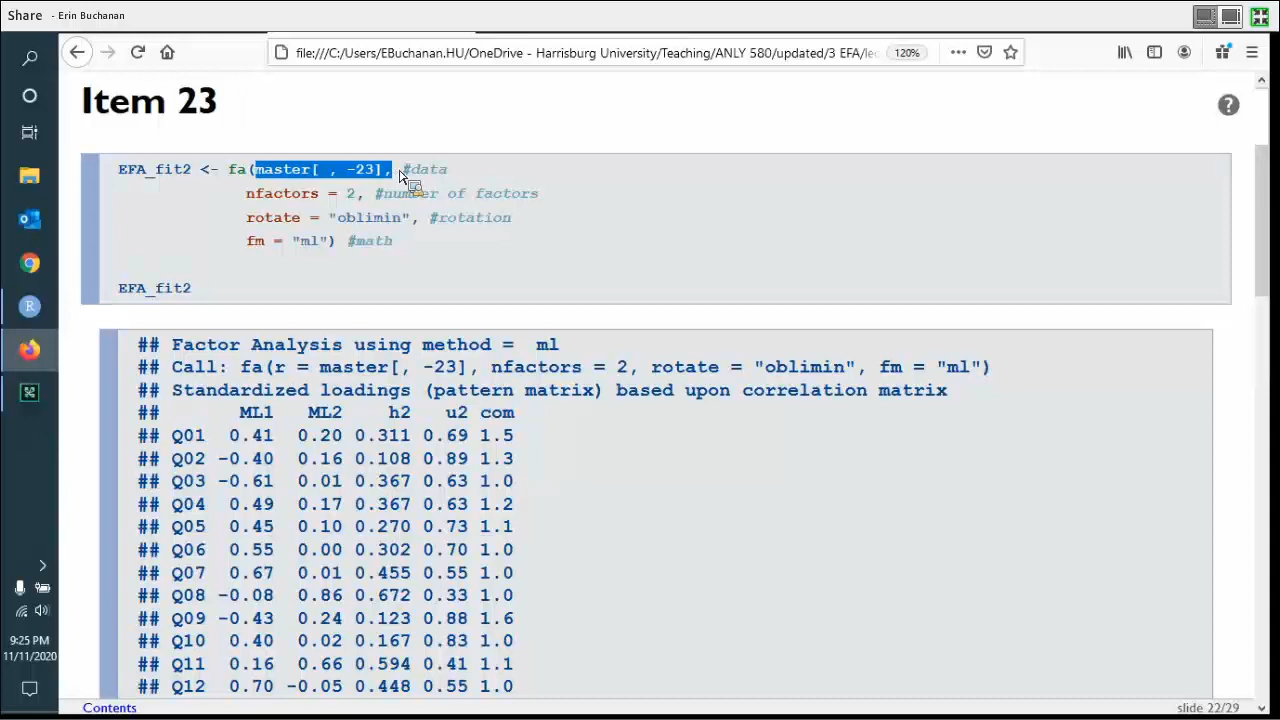 Share - Erin Buchanan
file:///C:/Users/EBuchanan.HU/OneDrive - Harrisburg University/Teaching/ANLY 580/updated/3 EFA/lec
120%
Item 23
?
EFA_fit2 <- fa(master[ , -23], #data
nfactors = 2, #number of factors
rotate = "oblimin", #rotation
fm = "ml") #math
EFA_fit2
## Factor Analysis using method = ml
## Call: fa(r = master[, -23], nfactors = 2, rotate = "oblimin", fm = "ml")
## Standardized loadings (pattern matrix) based upon correlation matrix
## ML1 ML2 h2 u2 com
## Q01 0.41 0.20 0.311 0.69 1.5
## Q02 -0.40 0.16 0.108 0.89 1.3
## Q03 -0.61 0.01 0.367 0.63 1.0
## Q04 0.49 0.17 0.367 0.63 1.2
## Q05 0.45 0.10 0.270 0.73 1.1
## Q06 0.55 0.00 0.302 0.70 1.0
## Q07 0.67 0.01 0.455 0.55 1.0
## Q08 -0.08 0.86 0.672 0.33 1.0
## Q09 -0.43 0.24 0.123 0.88 1.6
## Q10 0.40 0.02 0.167 0.83 1.0
## Q11 0.16 0.66 0.594 0.41 1.1
## Q12 0.70 -0.05 0.448 0.55 1.0
9:25 PM
11/11/2020
Contents
slide 22/29